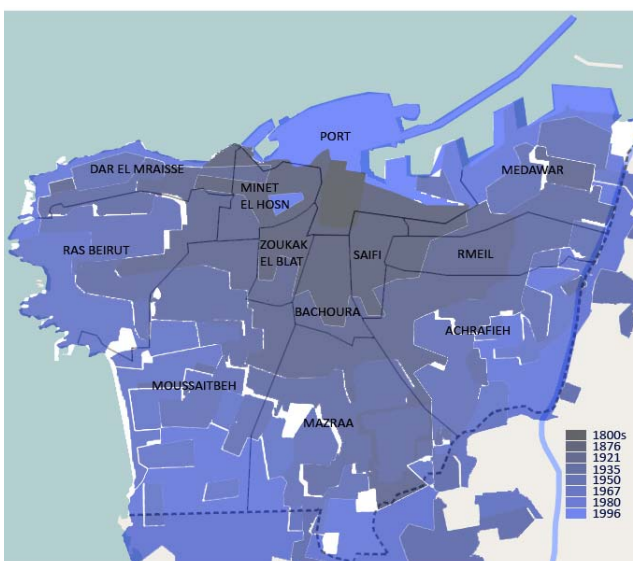 PORT
DAR EL MRAISSE
MEDAWAR
MINET
EL HOSN
RAS BEIRUT
ZOUKAK
EL BLAT
SAIFI
RMEIL
BACHOURA
ACHRAFIEH
MOUSSAITBEH
MAZRAA
1800s
1876
1921
1935
1950
1967
1980
1996